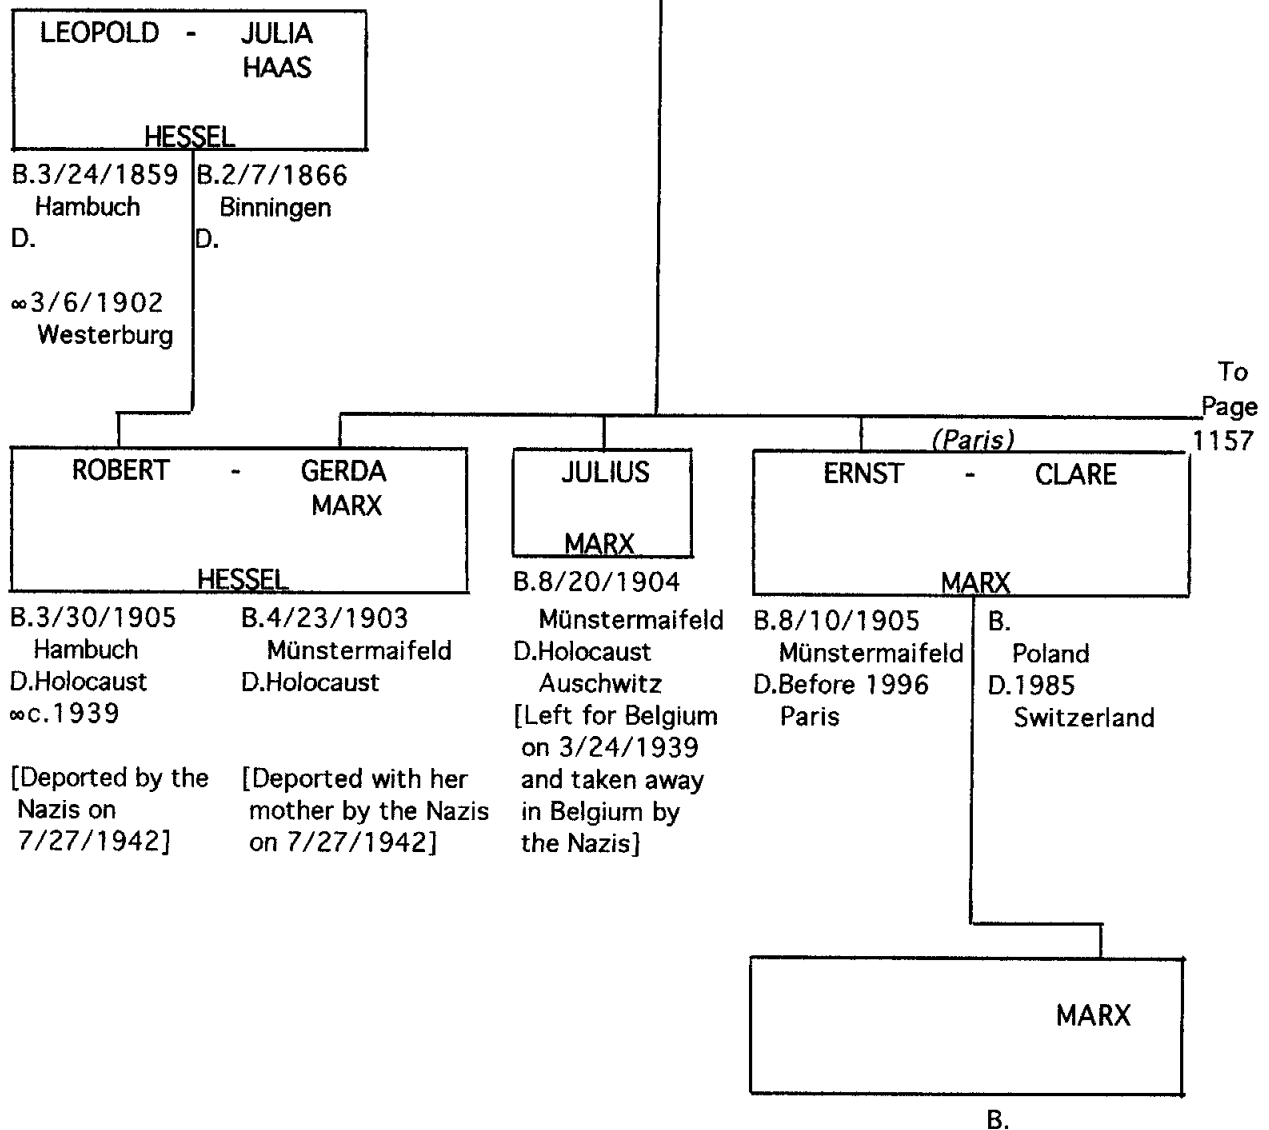 LEOPOLD - JULIA
HAAS
HESSEL
B.3/24/1859 B.2/7/1866
Hambuch Binningen
D. D.
∞3/6/1902
Westerburg
To
Page
1157
(Paris)
ROBERT - GERDA
MARX
HESSEL
B.3/30/1905 B.4/23/1903
Hambuch Münstermaifeld
D.Holocaust D.Holocaust
∞c.1939
[Deported by the
Nazis on
7/27/1942]
[Deported with her
mother by the Nazis
on 7/27/1942]
JULIUS
MARX
B.8/20/1904
Münstermaifeld
D.Holocaust
Auschwitz
[Left for Belgium
on 3/24/1939
and taken away
in Belgium by
the Nazis]
ERNST - CLARE
MARX
B.8/10/1905 B.
Münstermaifeld Poland
D.Before 1996 D.1985
Paris Switzerland
MARX
B.